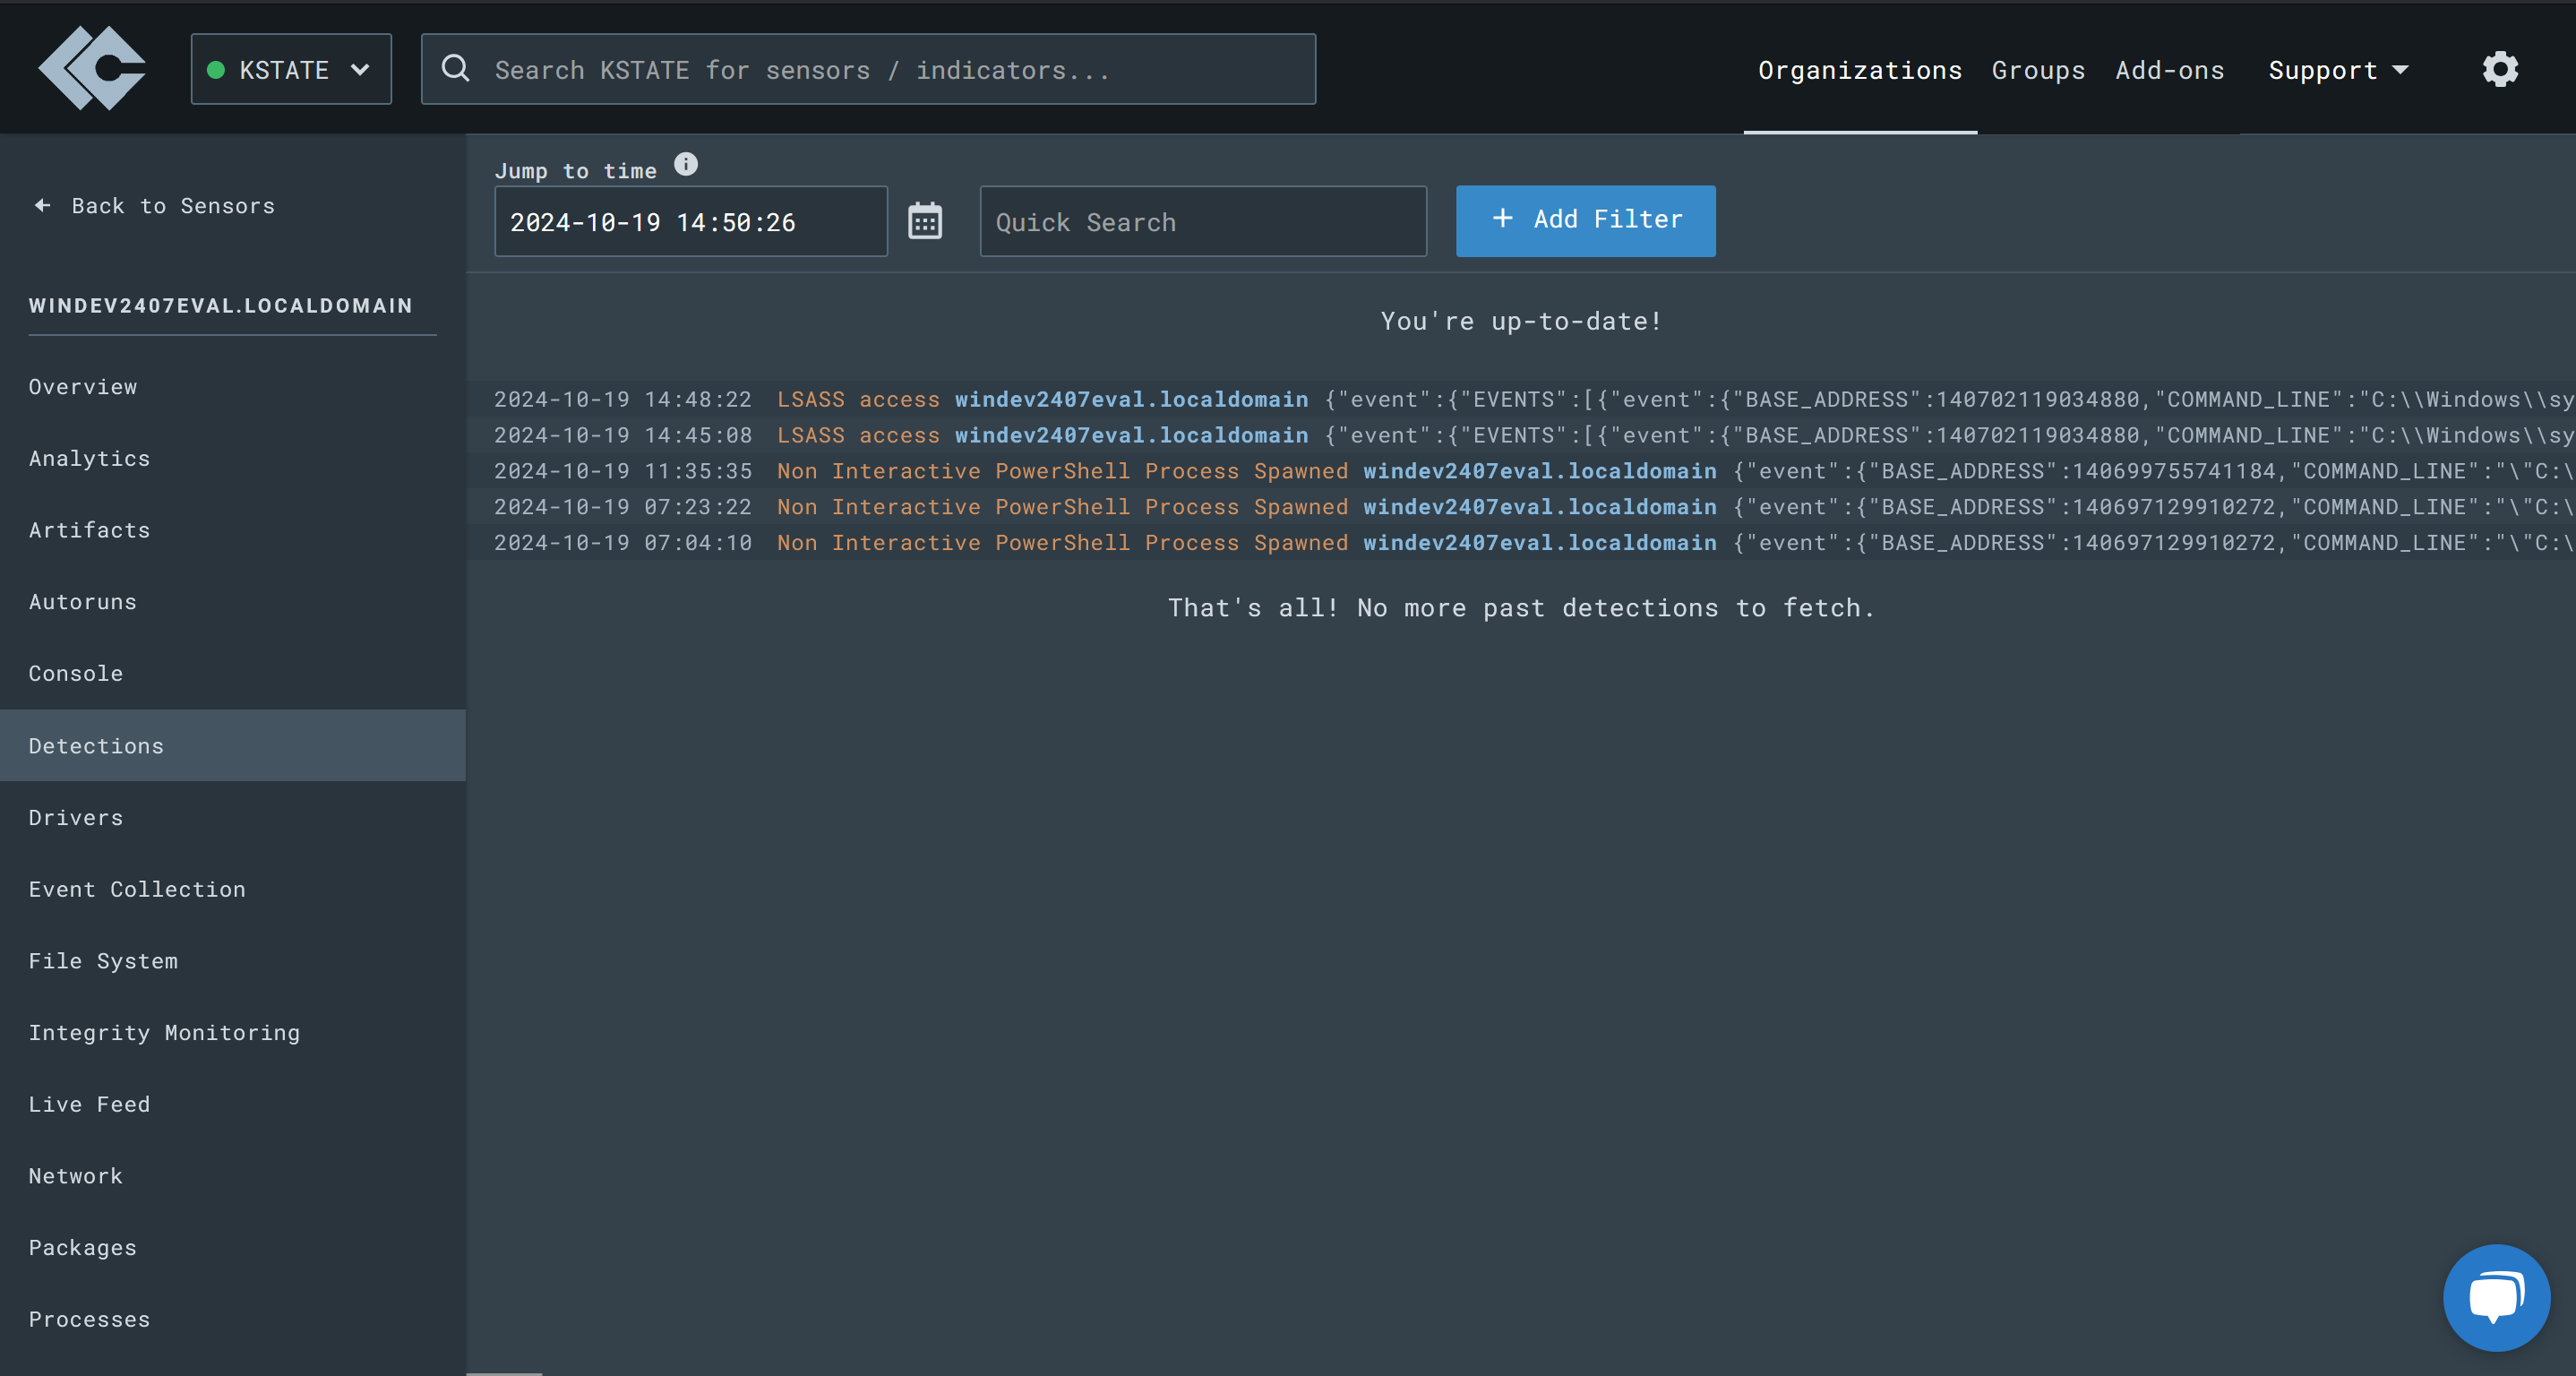 KSTATE
Search KSTATE for sensors / indicators...
Organizations
Groups
Add-ons
Support
Back to Sensors
WINDEV2407EVAL.LOCALDOMAIN
Overview
Analytics
Artifacts
Autoruns
Console
Detections
Drivers
Event Collection
File System
Integrity Monitoring
Live Feed
Network
Packages
Processes
Jump to time
2024-10-19 14:50:26
Quick Search
+ Add Filter
You're up-to-date!
2024-10-19 14:48:22 LSASS access windev2407eval.localdomain {"event":{"EVENTS":[{"event":{"BASE_ADDRESS":140702119034880,"COMMAND_LINE":"C:\\Windows\\sy
2024-10-19 14:45:08 LSASS access windev2407eval.localdomain {"event":{"EVENTS":[{"event":{"BASE_ADDRESS":140702119034880,"COMMAND_LINE":"C:\\Windows\\sy
2024-10-19 11:35:35 Non Interactive PowerShell Process Spawned windev2407eval.localdomain {"event":{"BASE_ADDRESS":140699755741184,"COMMAND_LINE":"\"C:\
2024-10-19 07:23:22 Non Interactive PowerShell Process Spawned windev2407eval.localdomain {"event":{"BASE_ADDRESS":140697129910272,"COMMAND_LINE":"\"C:\
2024-10-19 07:04:10 Non Interactive PowerShell Process Spawned windev2407eval.localdomain {"event":{"BASE_ADDRESS":140697129910272,"COMMAND_LINE":"\"C:\
That's all! No more past detections to fetch.